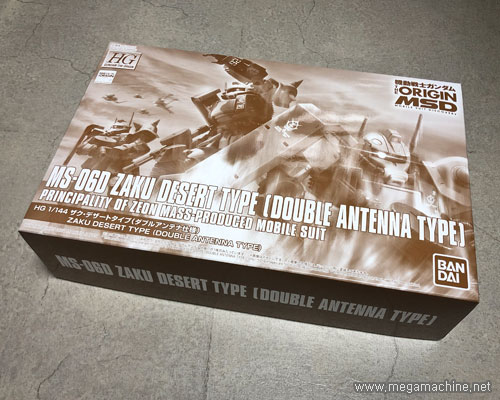 HG
機動戦士ガンダム
THE ORIGIN
MSD
MS-06D ZAKU DESERT TYPE [DOUBLE ANTENNA TYPE]
PRINCIPALITY OF ZEON MASS-PRODUCED MOBILE SUIT
HG 1/144 ザク・デザートタイプ(ダブルアンテナ仕様)
ZAKU DESERT TYPE (DOUBLE ANTENNA TYPE)
BAN
DAI
MS-06D ZAKU DESERT TYPE [DOUBLE ANTENNA TYPE]
www.megamachine.net